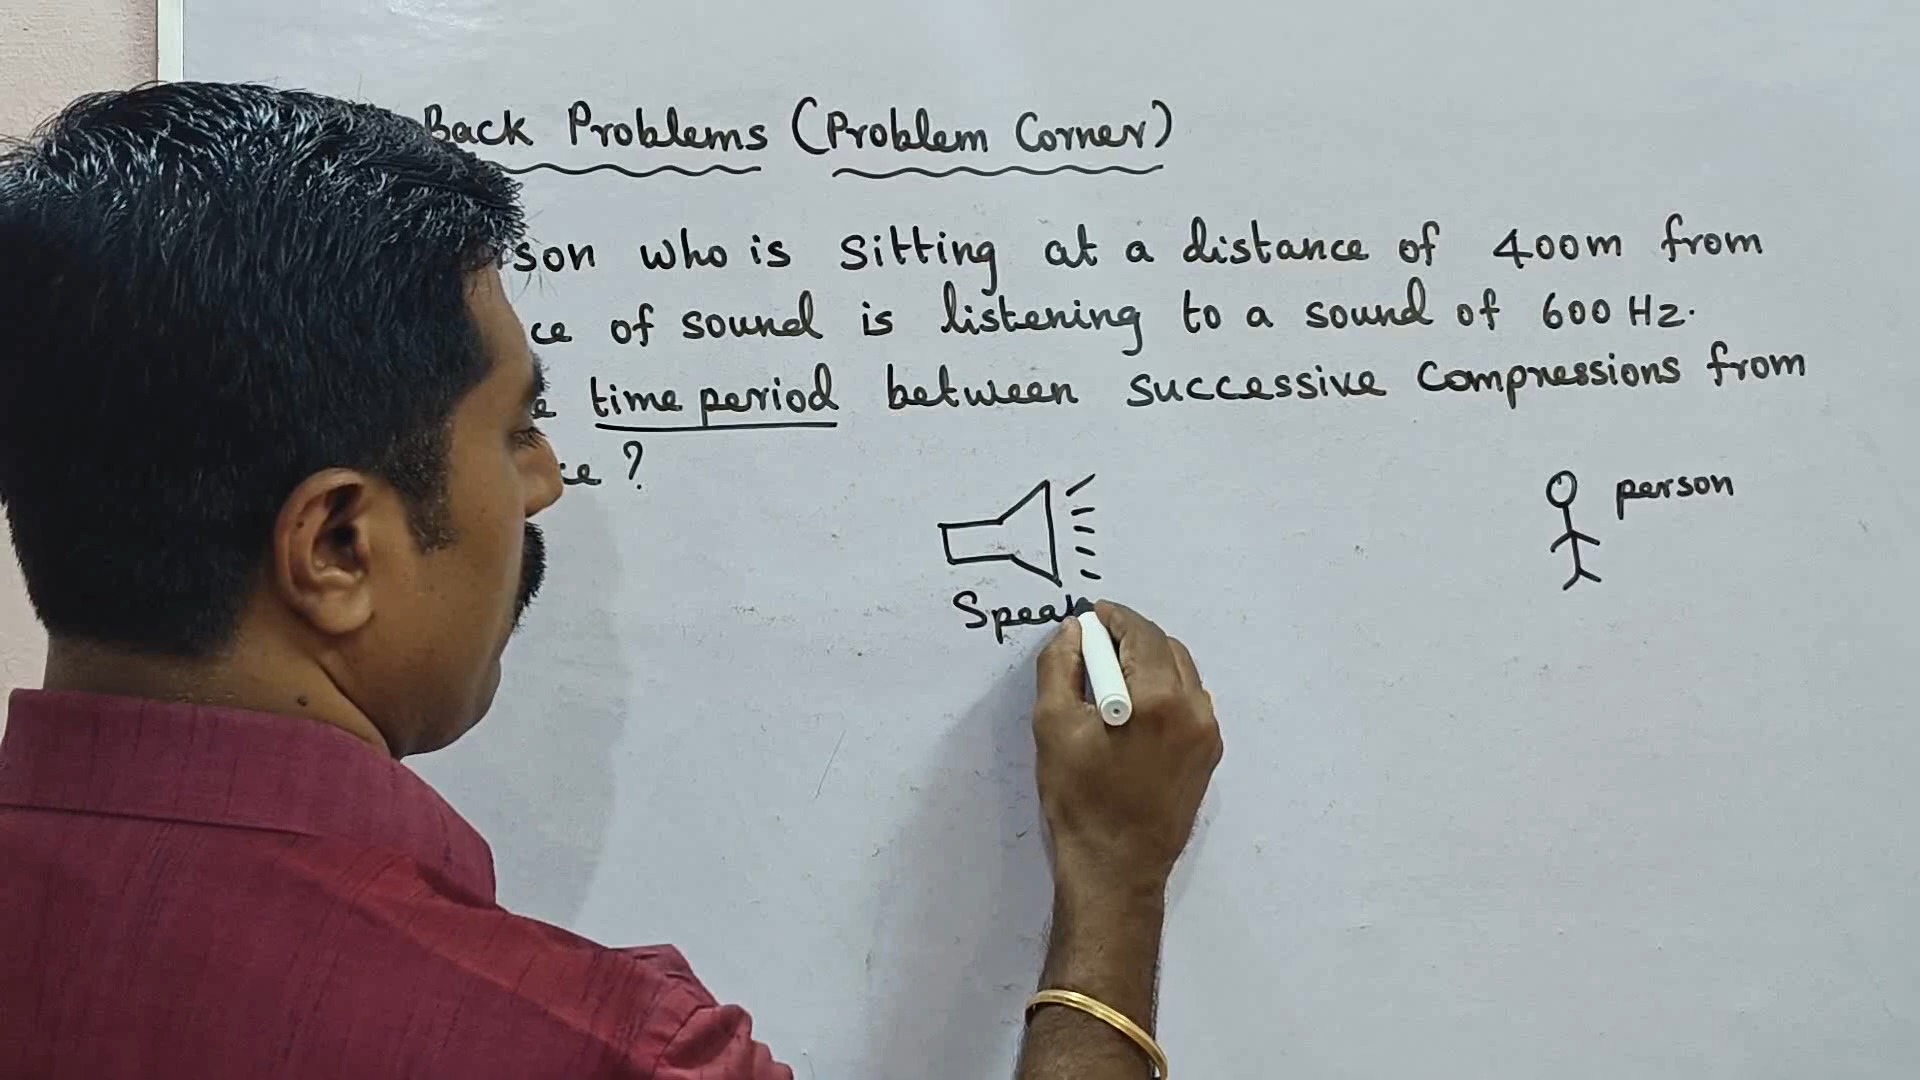 Back Problems (Problem Corner)
son who is sitting at a distance of 400m from
ce of sound is listening to a sound of 600 Hz.
e time period between successive compressions from
ce ?
person
Speak